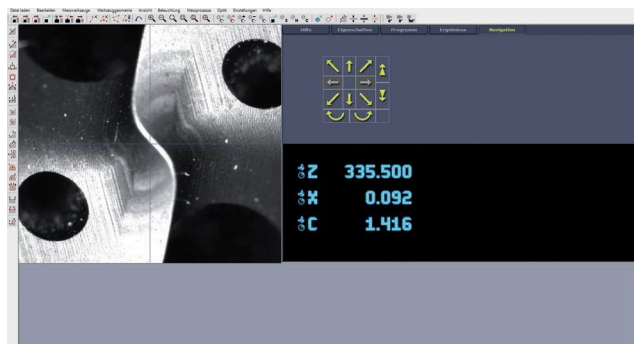 Date laden Bearbeiten Messwerkzeuge Werkzeuggeometrie Ansicht Beleuchtung Messprozesse Optik Einstellungen Hilfe
Hilfe Eigenschaften Programm Ergebnisse Navigation
Z 335.500
X 0.092
C 1.416